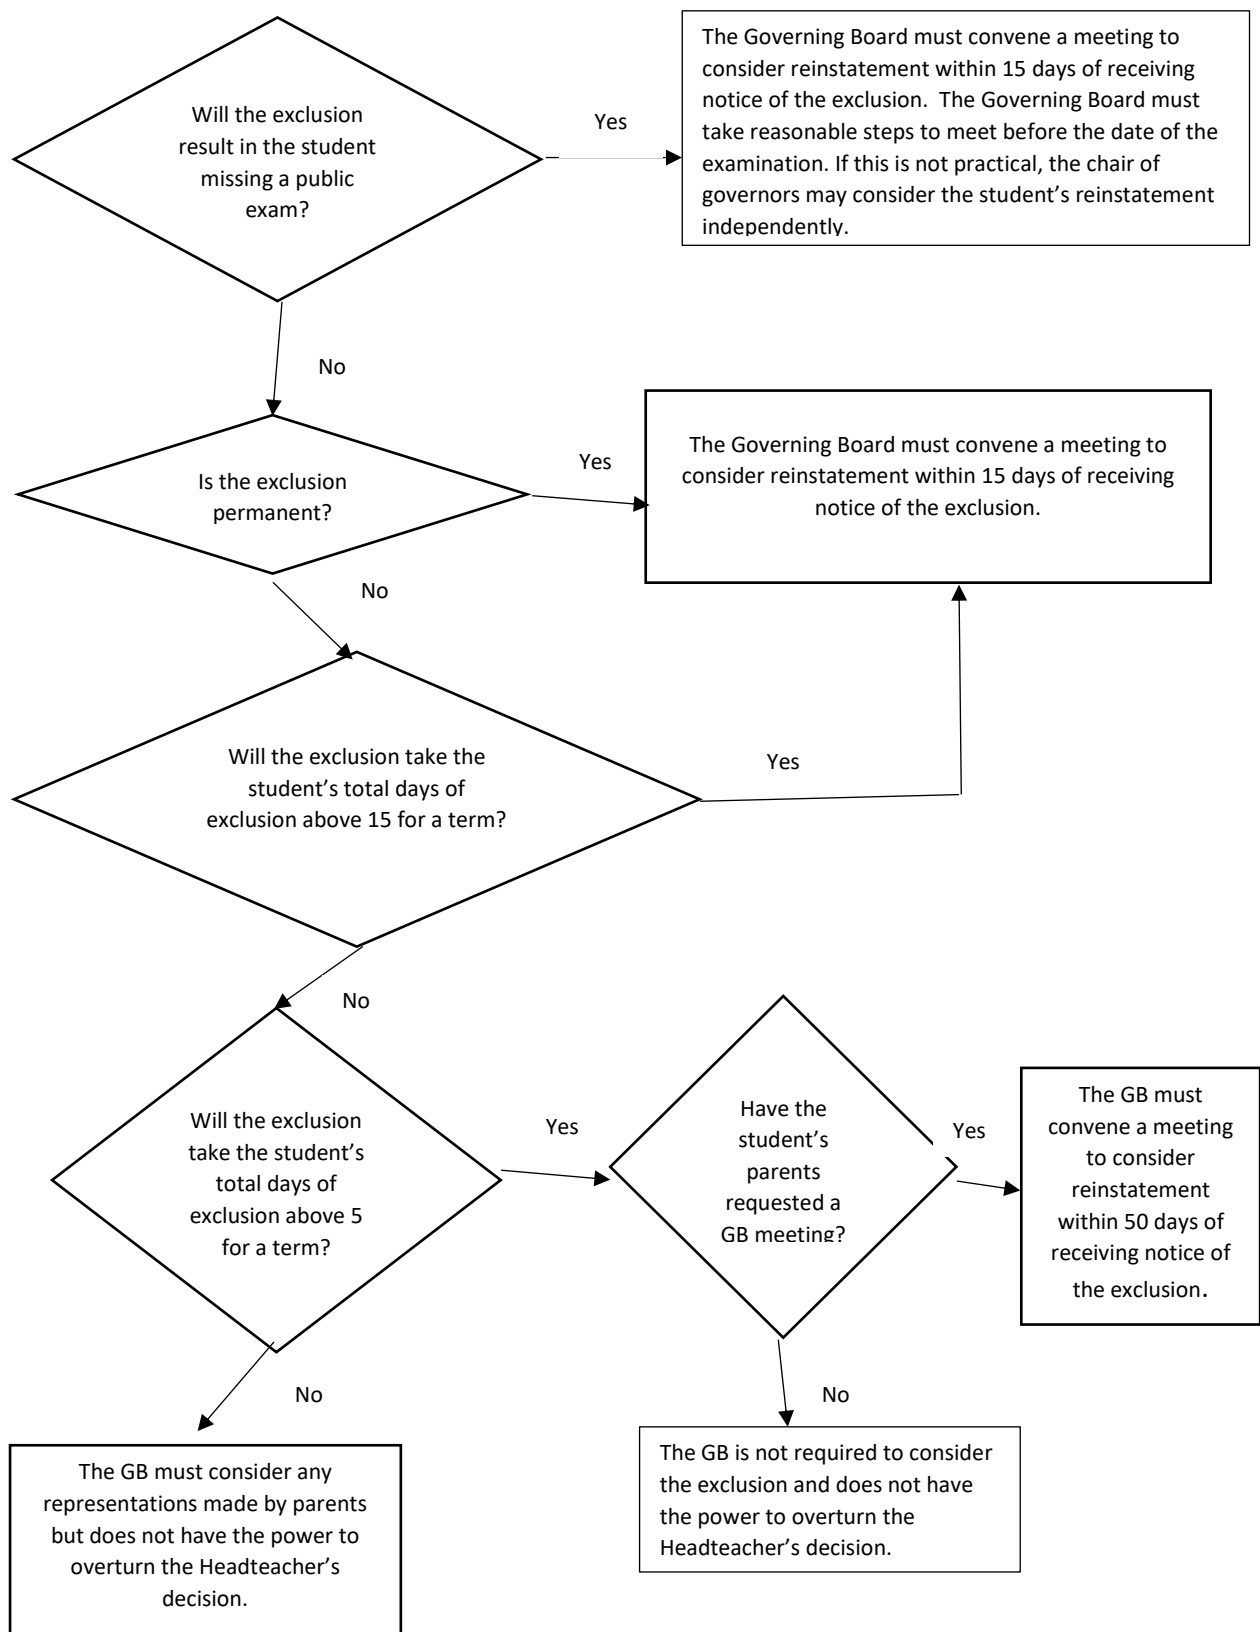 Will the exclusion
result in the student
missing a public
exam?
Yes
The Governing Board must convene a meeting to
consider reinstatement within 15 days of receiving
notice of the exclusion.  The Governing Board must
take reasonable steps to meet before the date of the
examination. If this is not practical, the chair of
governors may consider the student’s reinstatement
independently.
No
Is the exclusion
permanent?
Yes
The Governing Board must convene a meeting to
consider reinstatement within 15 days of receiving
notice of the exclusion.
No
Will the exclusion take the
student’s total days of
exclusion above 15 for a term?
Yes
No
Will the exclusion
take the student’s
total days of
exclusion above 5
for a term?
Yes
Have the
student’s
parents
requested a
GB meeting?
Yes
The GB must
convene a meeting
to consider
reinstatement
within 50 days of
receiving notice of
the exclusion.
No
The GB must consider any
representations made by parents
but does not have the power to
overturn the Headteacher’s
decision.
No
The GB is not required to consider
the exclusion and does not have
the power to overturn the
Headteacher’s decision.